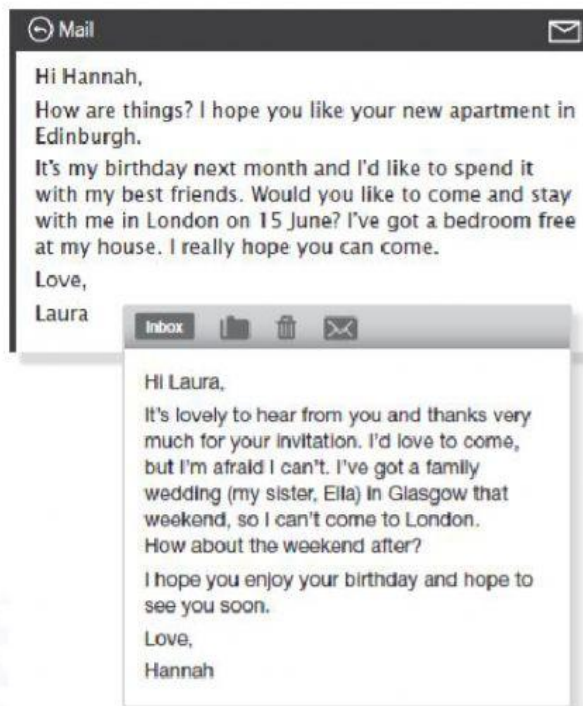 Mail
Hi Hannah,
How are things? I hope you like your new apartment in
Edinburgh.
It's my birthday next month and I'd like to spend it
with my best friends. Would you like to come and stay
with me in London on 15 June? I've got a bedroom free
at my house. I really hope you can come.
Love,
Laura
Inbox
Hi Laura,
It's lovely to hear from you and thanks very
much for your invitation. I'd love to come,
but I'm afraid I can't. I've got a family
wedding (my sister, Ella) in Glasgow that
weekend, so I can't come to London.
How about the weekend after?
I hope you enjoy your birthday and hope to
see you soon.
Love,
Hannah